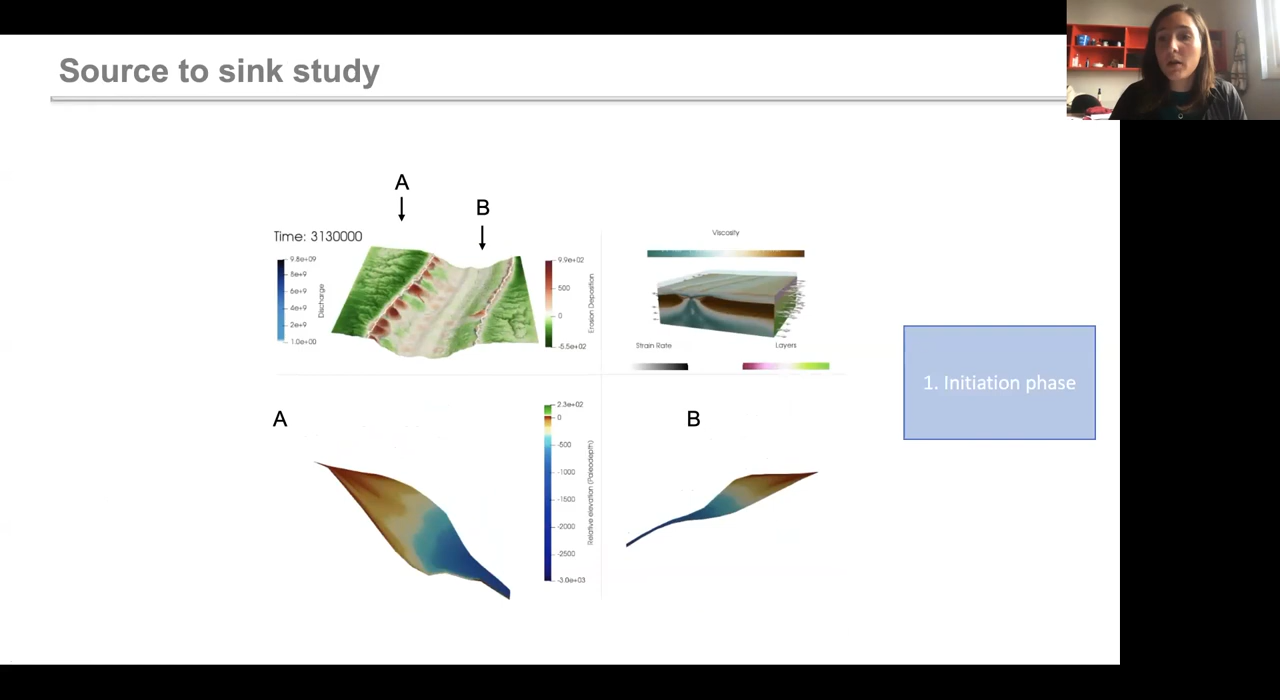 Source to sink study
A
B
Time: 3130000
9.8e+09
8e+9
6e+9
4e+9
2e+9
1.0e+00
Discharge
9.9e+02
500
0
-5.5e+02
Erosion Deposition
Viscosity
Strain Rate
Layers
1. Initiation phase
A
2.3e+02
0
-500
-1000
-1500
-2000
-2500
-3.0e+03
Relative elevation (Paleodepth)
B